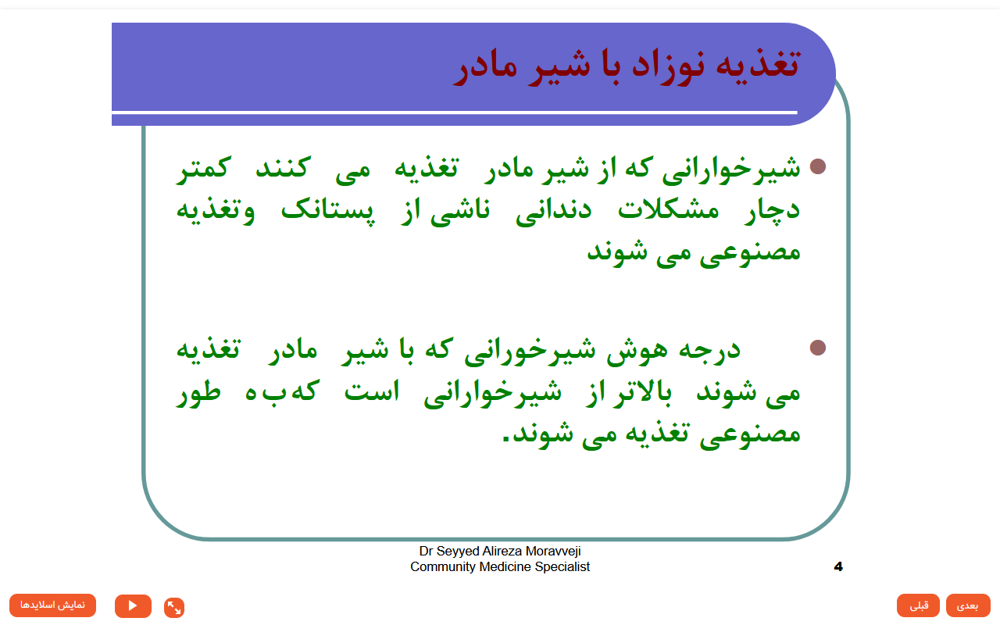 تغذیه نوزاد با شیر مادر
شیرخوارانی که از شیر مادر تغذیه می کنند کمتر
دچار مشکلات دندانی ناشی از پستانک وتغذیه
مصنوعی می شوند
درجه هوش شیرخورانی که با شیر مادر تغذیه
می شوند بالاتر از شیرخوارانی است که ب ه طور
مصنوعی تغذیه می شوند.
Dr Seyyed Alireza Moravveji
Community Medicine Specialist
4
نمایش اسلایدها
قبلی
بعدی